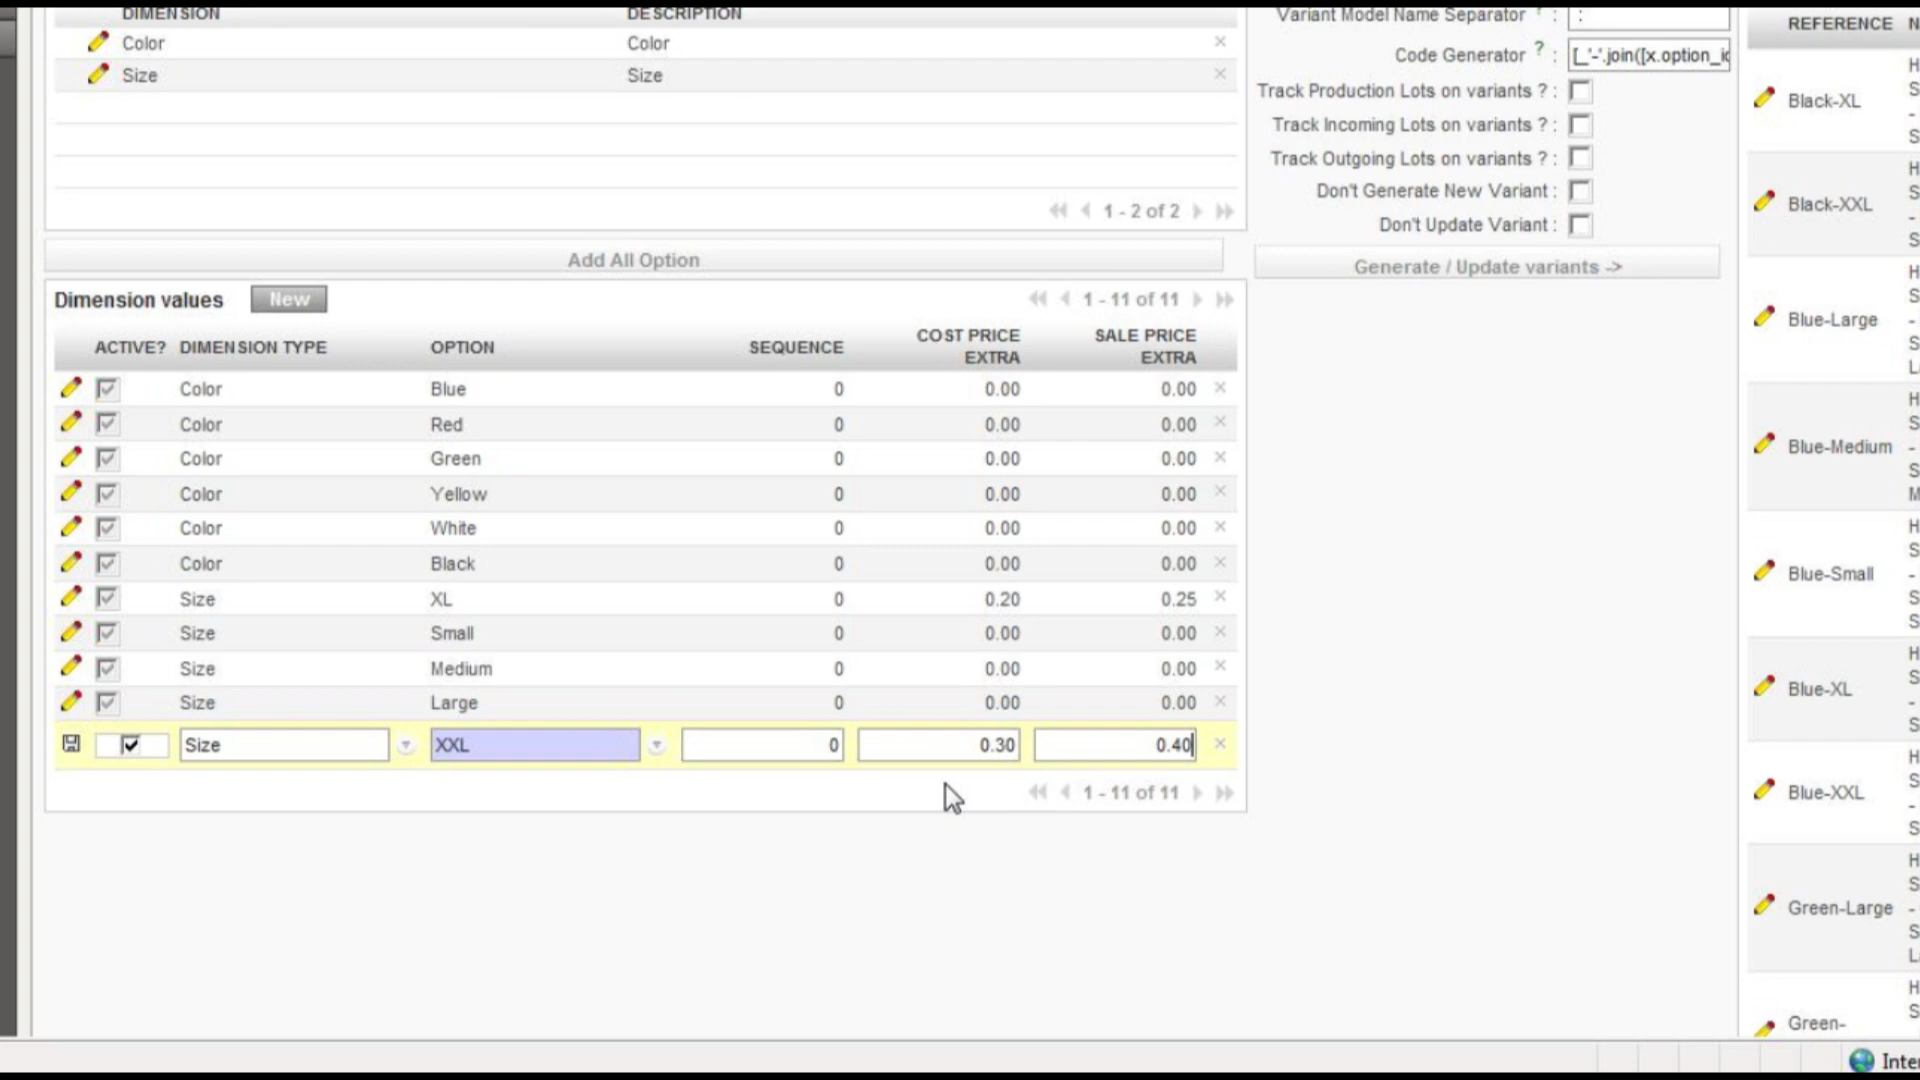 DIMENSION DESCRIPTION
Color Color
Size Size
1 - 2 of 2
Add All Option
Dimension values New 1 - 11 of 11
ACTIVE? DIMENSION TYPE OPTION SEQUENCE COST PRICE EXTRA SALE PRICE EXTRA
Color Blue 0 0.00 0.00
Color Red 0 0.00 0.00
Color Green 0 0.00 0.00
Color Yellow 0 0.00 0.00
Color White 0 0.00 0.00
Color Black 0 0.00 0.00
Size XL 0 0.20 0.25
Size Small 0 0.00 0.00
Size Medium 0 0.00 0.00
Size Large 0 0.00 0.00
Size XXL 0 0.30 0.40
1 - 11 of 11
Variant Model Name Separator ? : :
Code Generator ? : [_'-'.join([x.option_ic
Track Production Lots on variants ? :
Track Incoming Lots on variants ? :
Track Outgoing Lots on variants ? :
Don't Generate New Variant :
Don't Update Variant :
Generate / Update variants ->
REFERENCE
Black-XL
Black-XXL
Blue-Large
Blue-Medium
Blue-Small
Blue-XL
Blue-XXL
Green-Large
Green-
Inte